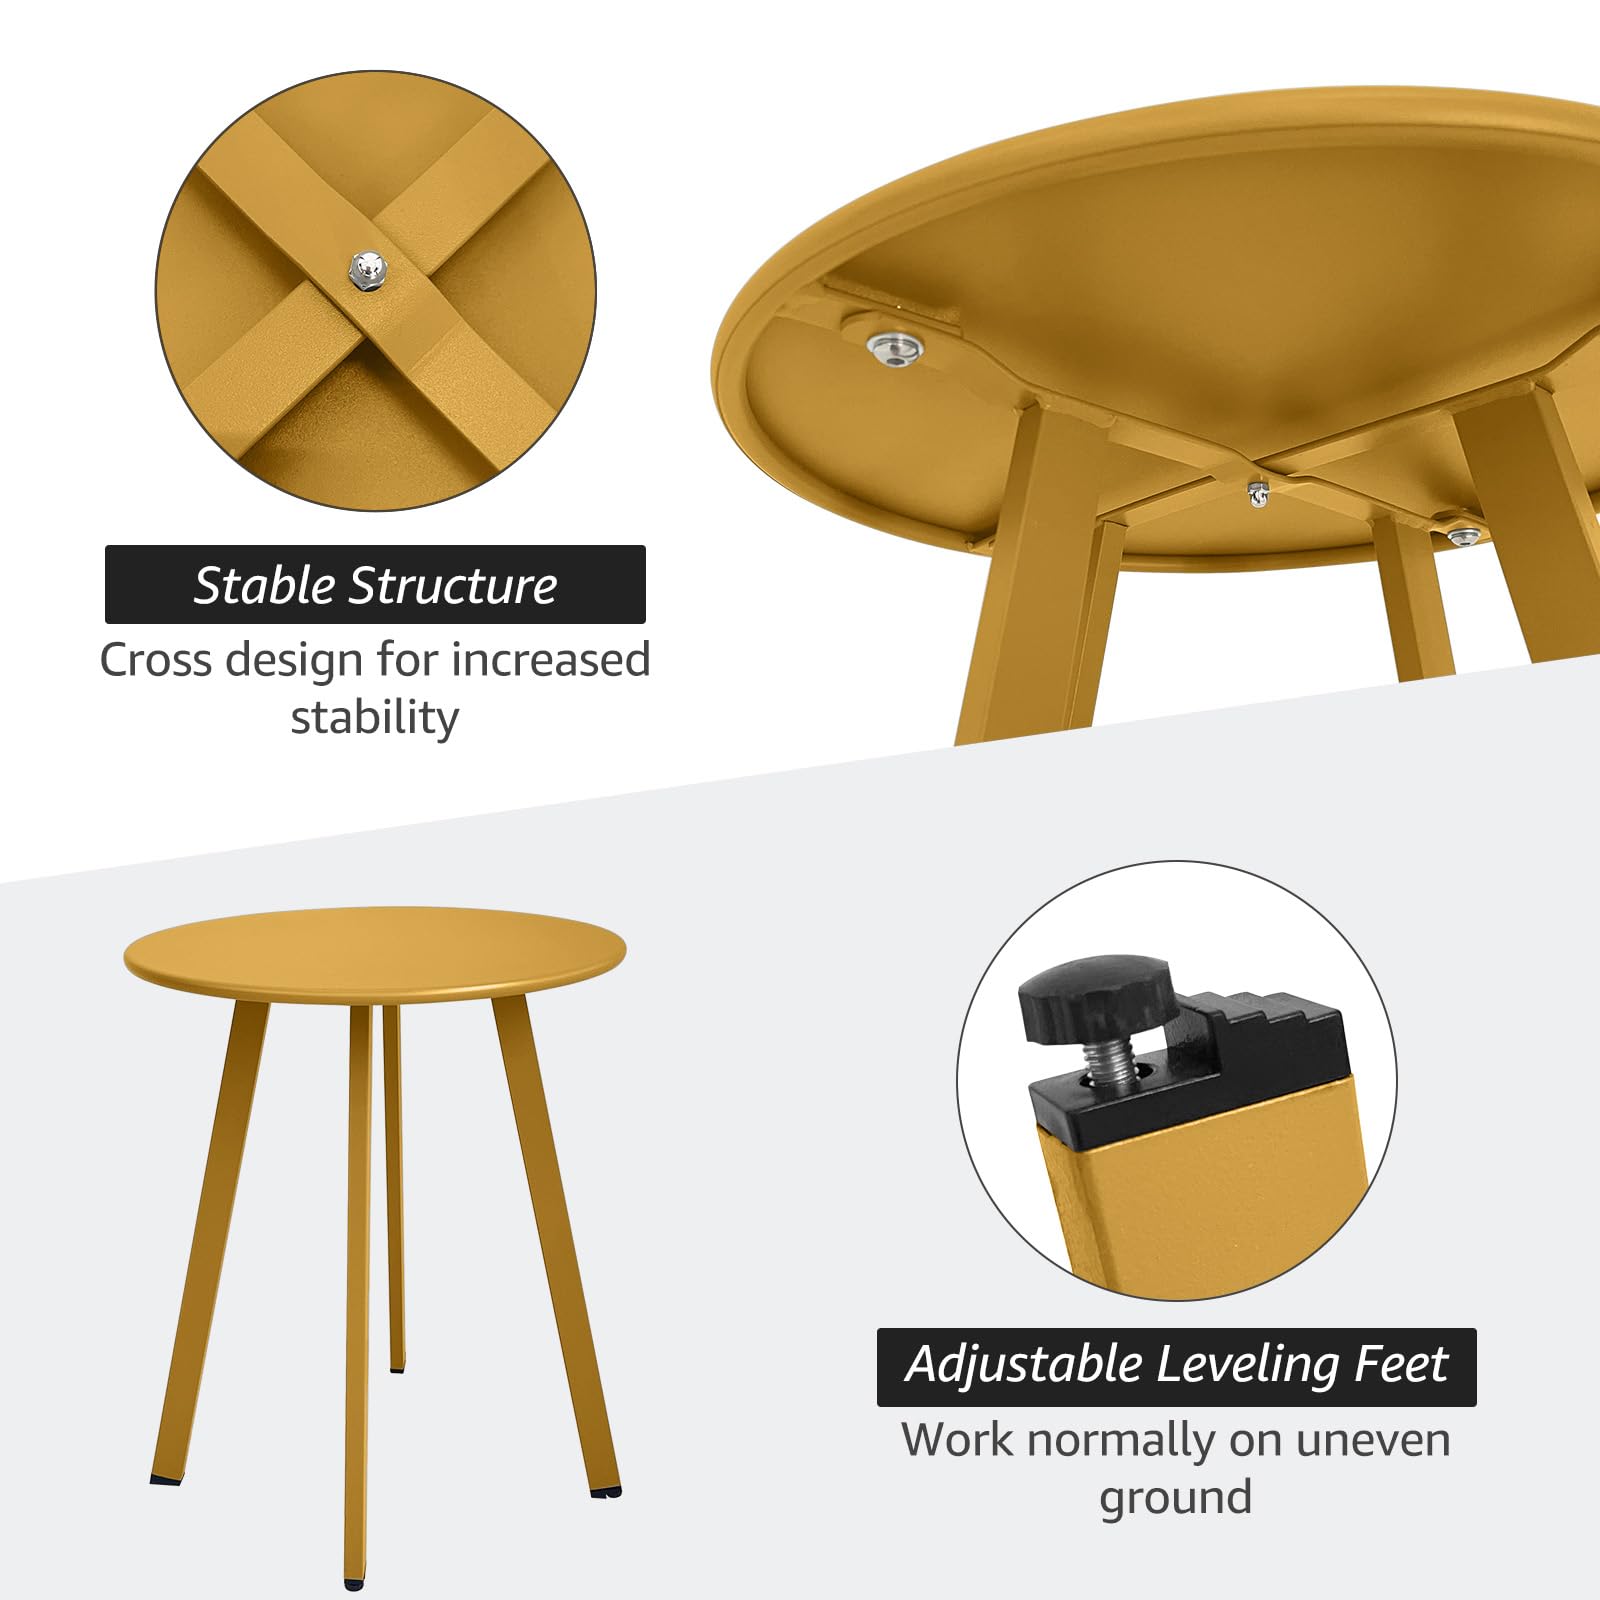 Stable Structure
Cross design for increased
stability
Adjustable Leveling Feet
Work normally on uneven
ground